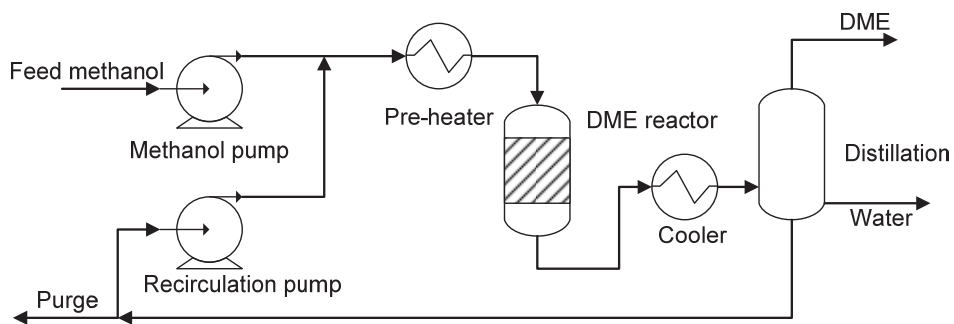 DME
Feed methanol
Pre-heater
DME reactor
Methanol pump
Distillation
Water
Cooler
Recirculation pump
Purge